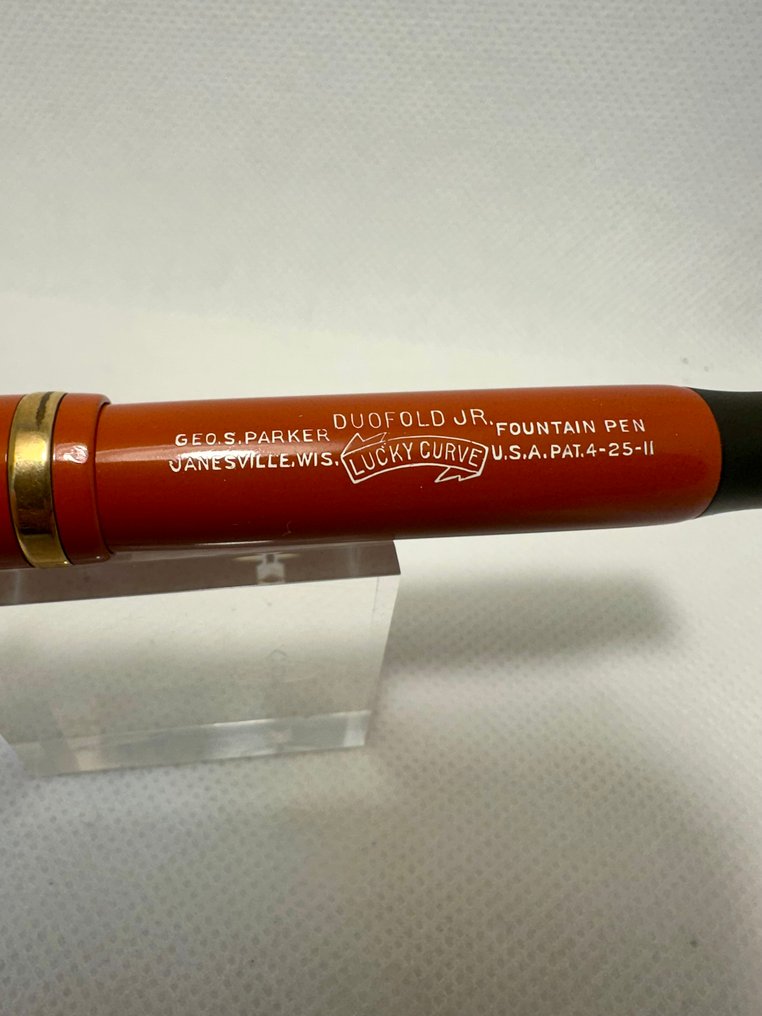 DUOFOLD JR.
GEO.S.PARKER FOUNTAIN PEN
JANESVILLE.WIS. LUCKY CURVE U.S.A.PAT.4-25-11